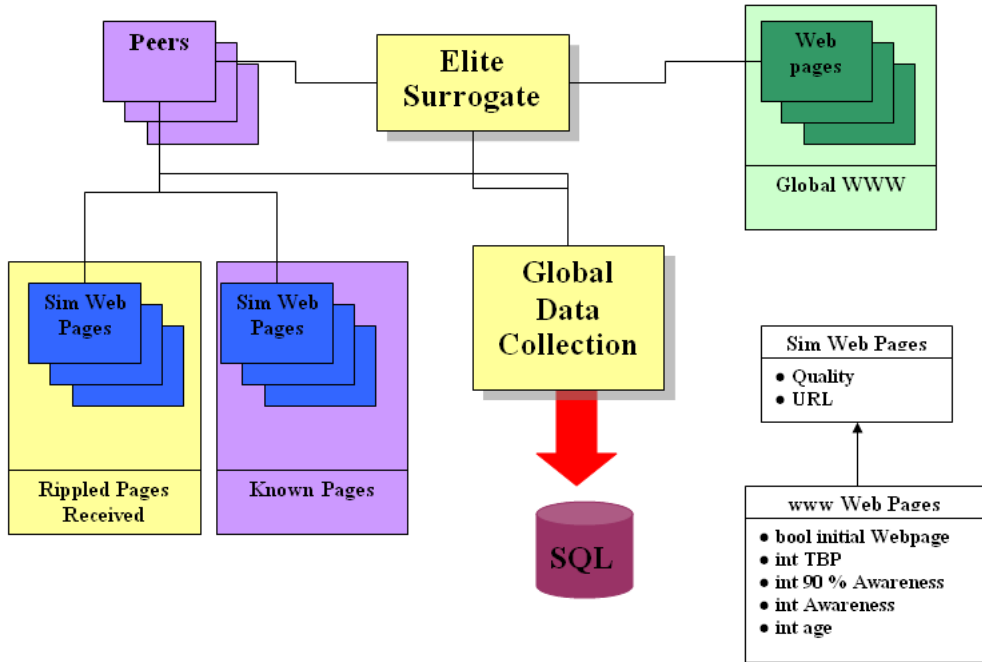 Peers
Elite
Surrogate
Web
pages
Global WWW
Sim Web
Pages
Rippled Pages
Received
Sim Web
Pages
Known Pages
Global
Data
Collection
SQL
Sim Web Pages
● Quality
● URL
www Web Pages
● bool initial Webpage
● int TBP
● int 90 % Awareness
● int Awareness
● int age